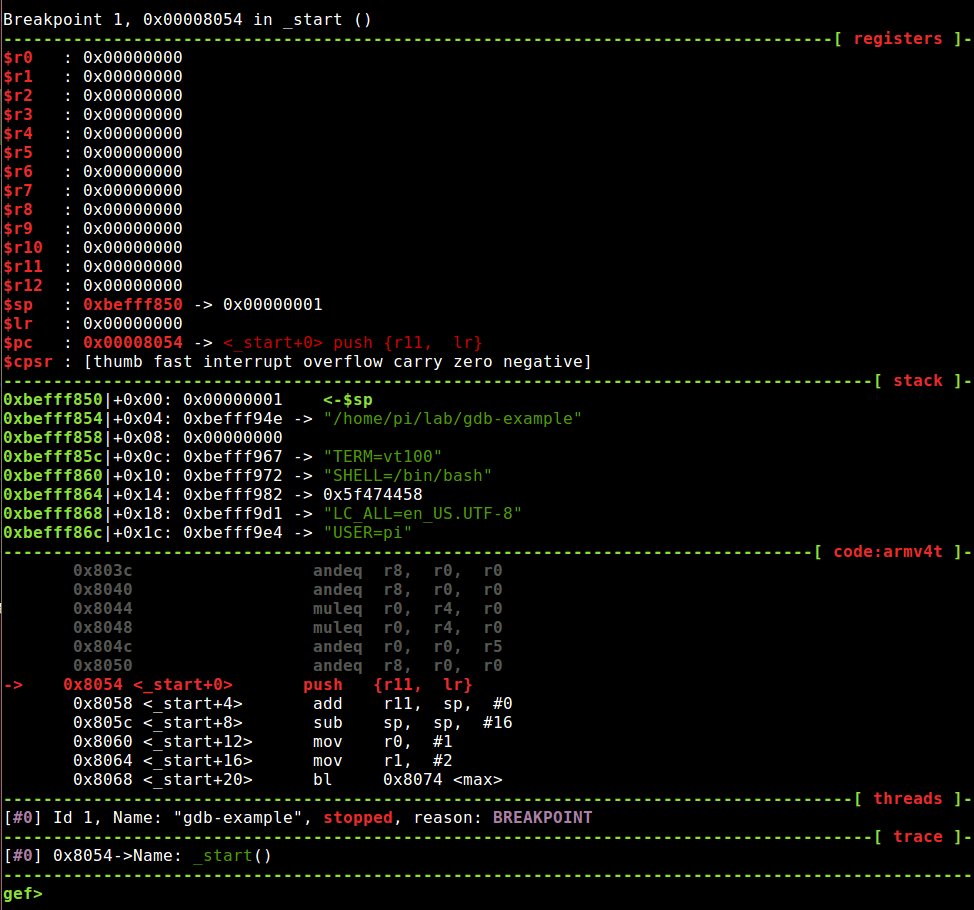 Breakpoint 1, 0x00008054 in _start ()
-----------------------------------------------------------------------------------[ registers ]-
$r0   : 0x00000000
$r1   : 0x00000000
$r2   : 0x00000000
$r3   : 0x00000000
$r4   : 0x00000000
$r5   : 0x00000000
$r6   : 0x00000000
$r7   : 0x00000000
$r8   : 0x00000000
$r9   : 0x00000000
$r10  : 0x00000000
$r11  : 0x00000000
$r12  : 0x00000000
$sp   : 0xbefff850 -> 0x00000001
$lr   : 0x00000000
$pc   : 0x00008054 -> <_start+0> push {r11,  lr}
$cpsr : [thumb fast interrupt overflow carry zero negative]
---------------------------------------------------------------------------------------[ stack ]-
0xbefff850|+0x00: 0x00000001    <-$sp
0xbefff854|+0x04: 0xbefff94e -> "/home/pi/lab/gdb-example"
0xbefff858|+0x08: 0x00000000
0xbefff85c|+0x0c: 0xbefff967 -> "TERM=vt100"
0xbefff860|+0x10: 0xbefff972 -> "SHELL=/bin/bash"
0xbefff864|+0x14: 0xbefff982 -> 0x5f474458
0xbefff868|+0x18: 0xbefff9d1 -> "LC_ALL=en_US.UTF-8"
0xbefff86c|+0x1c: 0xbefff9e4 -> "USER=pi"
---------------------------------------------------------------------------------[ code:armv4t ]-
       0x803c                  andeq  r8,  r0,  r0
       0x8040                  andeq  r8,  r0,  r0
       0x8044                  muleq  r0,  r4,  r0
       0x8048                  muleq  r0,  r4,  r0
       0x804c                  andeq  r0,  r0,  r5
       0x8050                  andeq  r8,  r0,  r0
->    0x8054 <_start+0>       push   {r11,  lr}
       0x8058 <_start+4>       add    r11,  sp,  #0
       0x805c <_start+8>       sub    sp,  sp,  #16
       0x8060 <_start+12>      mov    r0,  #1
       0x8064 <_start+16>      mov    r1,  #2
       0x8068 <_start+20>      bl     0x8074 <max>
-------------------------------------------------------------------------------------[ threads ]-
[#0] Id 1, Name: "gdb-example", stopped, reason: BREAKPOINT
---------------------------------------------------------------------------------------[ trace ]-
[#0] 0x8054->Name: _start()
-------------------------------------------------------------------------------------------------
gef>